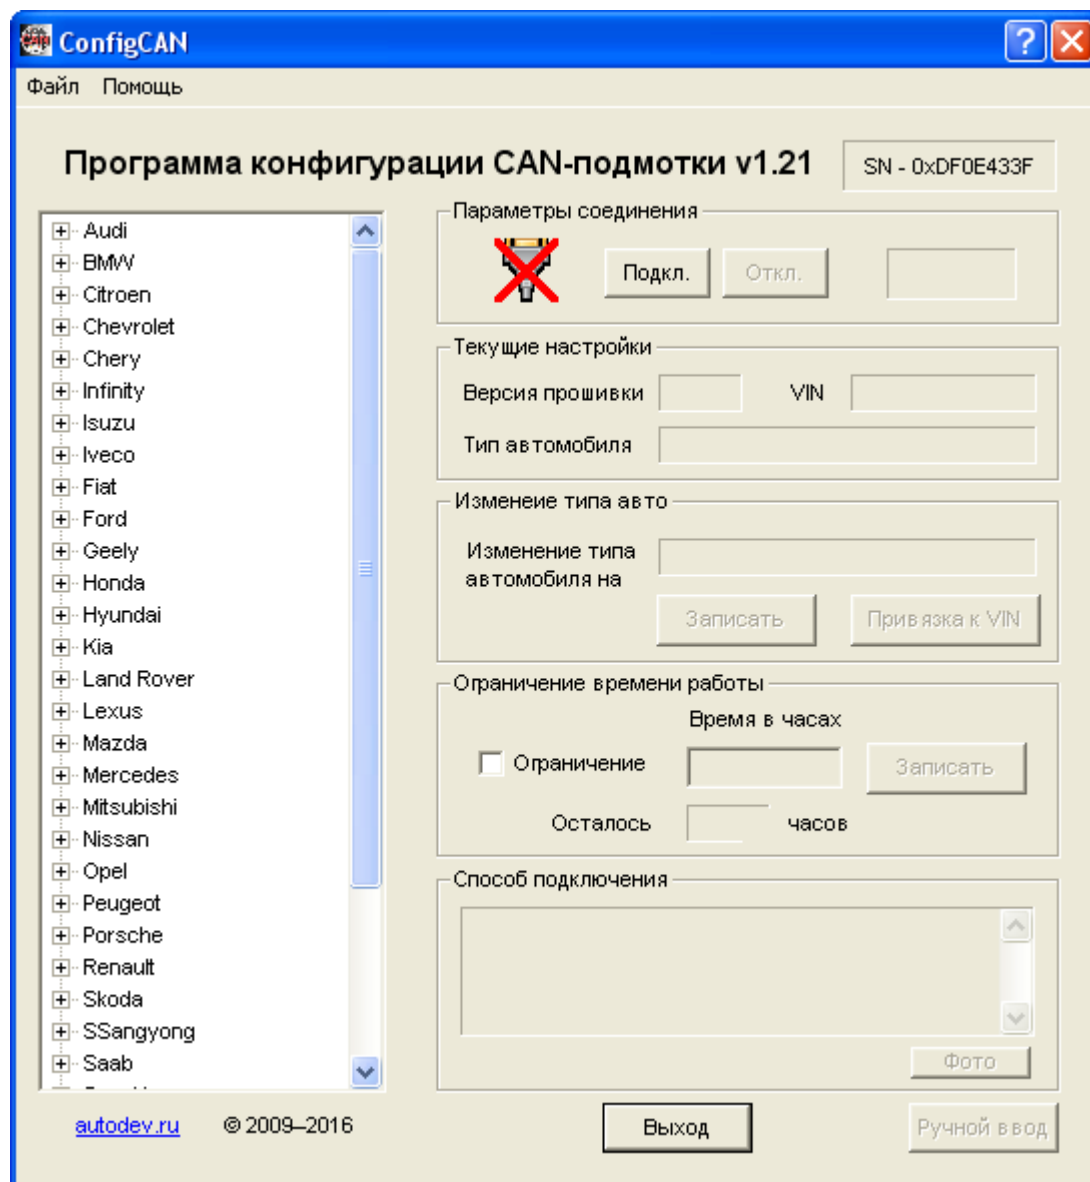 ConfigCAN
Файл Помощь
Программа конфигурации CAN-подмотки v1.21
SN - 0xDF0E433F
Audi
BMW
Citroen
Chevrolet
Chery
Infinity
Isuzu
Iveco
Fiat
Ford
Geely
Honda
Hyundai
Kia
Land Rover
Lexus
Mazda
Mercedes
Mitsubishi
Nissan
Opel
Peugeot
Porsche
Renault
Skoda
SSangyong
Saab
Параметры соединения
Подкл. Откл.
Текущие настройки
Версия прошивки VIN
Тип автомобиля
Изменеие типа авто
Изменение типа
автомобиля на
Записать Привязка к VIN
Ограничение времени работы
Время в часах
Ограничение Записать
Осталось часов
Способ подключения
Фото
autodev.ru © 2009–2016 Выход Ручной ввод